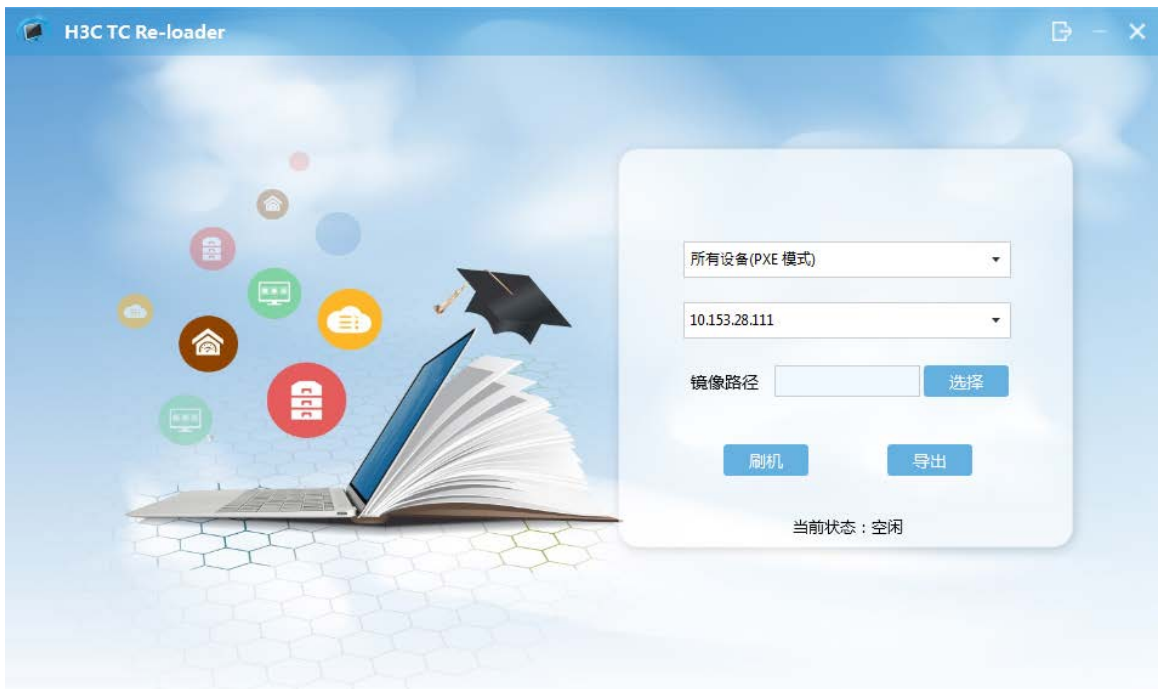 H3C TC Re-loader
所有设备(PXE 模式)
10.153.28.111
镜像路径 选择
刷机 导出
当前状态：空闲